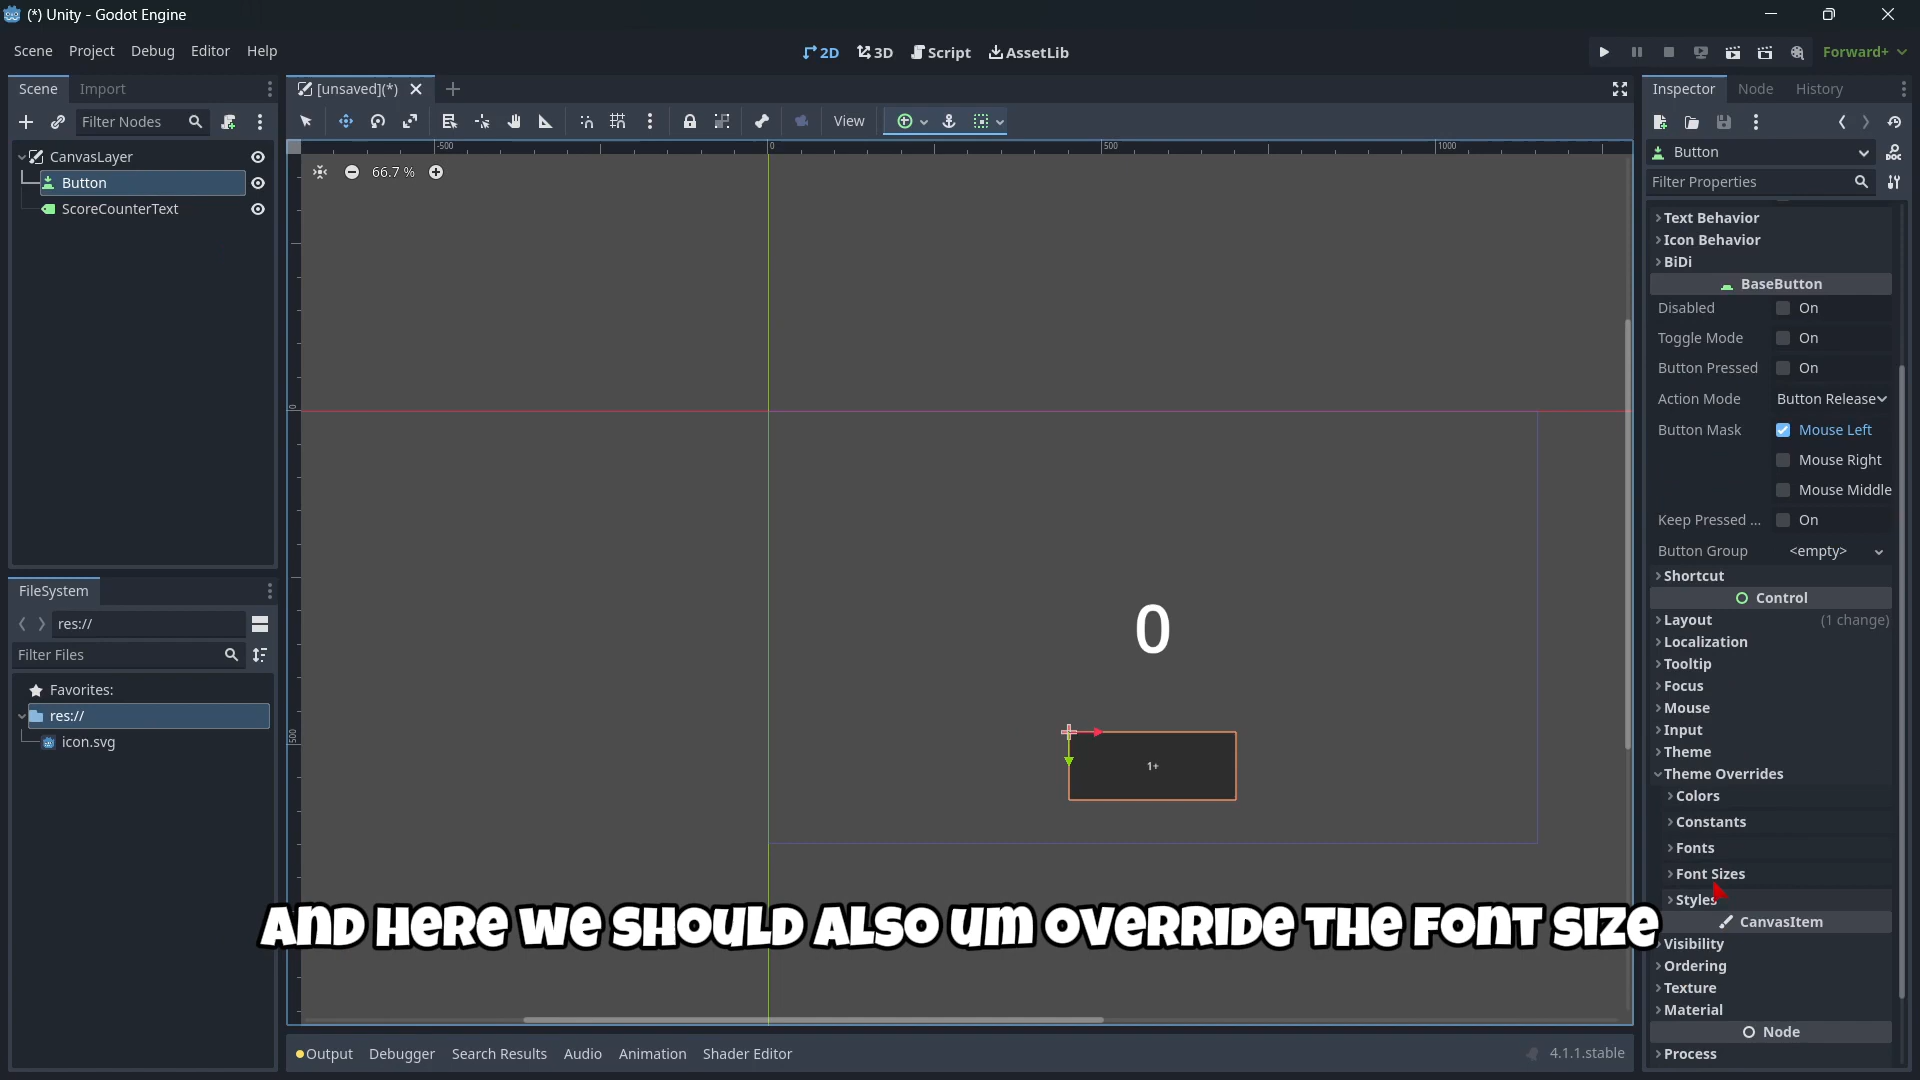 (*) Unity - Godot Engine
Scene Project Debug Editor Help
2D 3D Script AssetLib
Forward+
Scene Import
[unsaved](*)
Inspector Node History
Filter Nodes
View
CanvasLayer
Button
ScoreCounterText
-500 0 500 1000
66.7 %
0
500
0
1+
FileSystem
res://
Filter Files
Favorites:
res://
icon.svg
Button
Filter Properties
Text Behavior
Icon Behavior
BiDi
BaseButton
Disabled On
Toggle Mode On
Button Pressed On
Action Mode Button Release
Button Mask Mouse Left
Mouse Right
Mouse Middle
Keep Pressed ... On
Button Group <empty>
Shortcut
Control
Layout (1 change)
Localization
Tooltip
Focus
Mouse
Input
Theme
Theme Overrides
Colors
Constants
Fonts
Font Sizes
Styles
CanvasItem
Visibility
Ordering
Texture
Material
Node
Process
AND HERE WE SHOULD ALSO UM OVERRIDE THE FONT SIZE
Output Debugger Search Results Audio Animation Shader Editor
4.1.1.stable